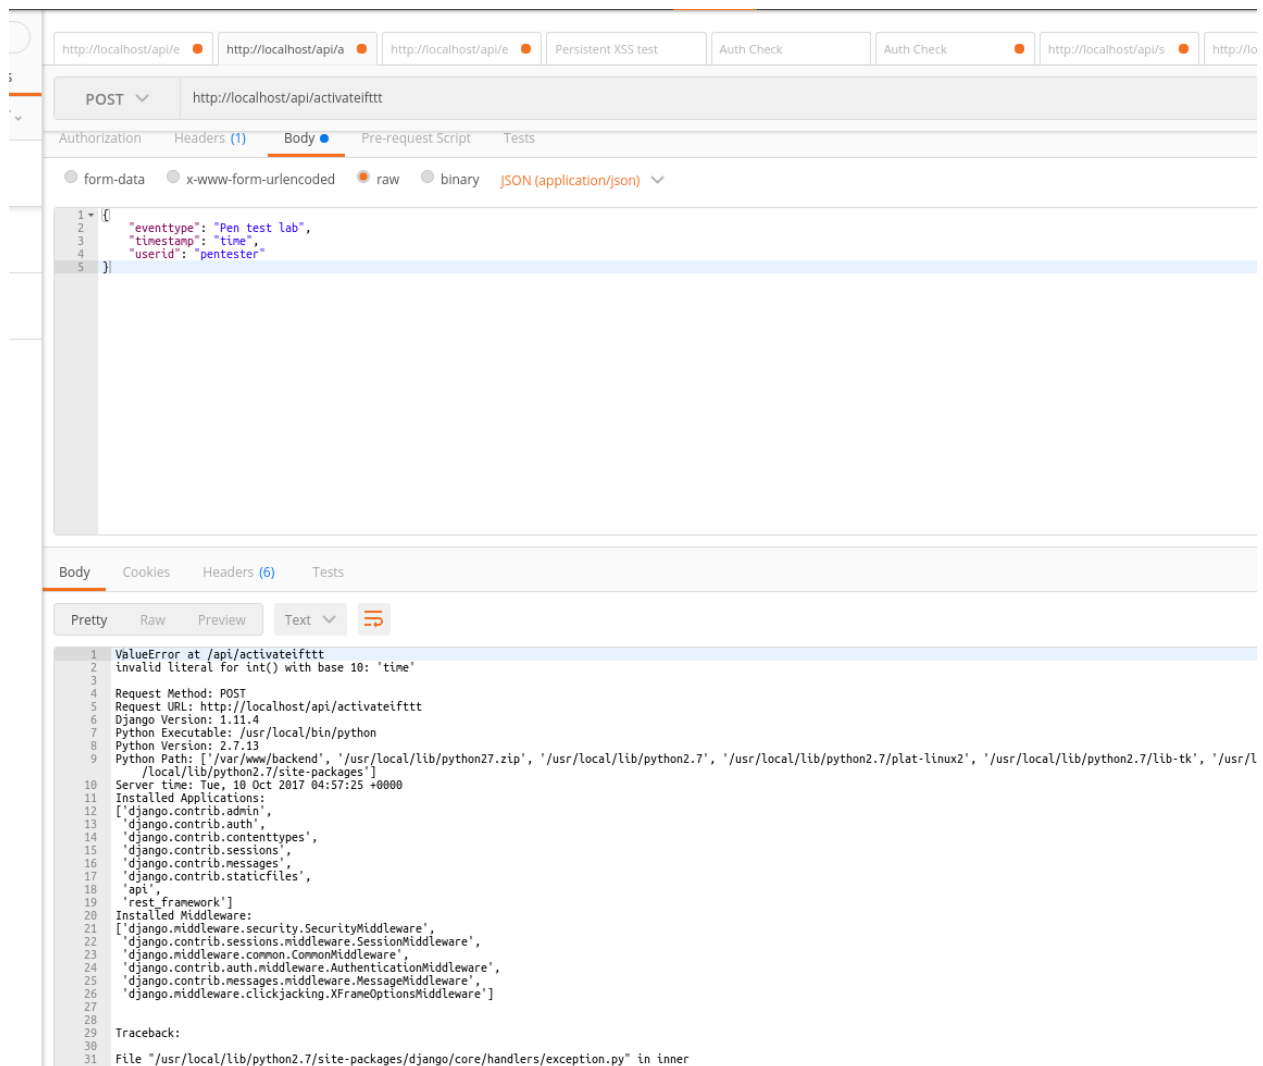 http://localhost/api/e http://localhost/api/a http://localhost/api/e Persistent XSS test Auth Check Auth Check http://localhost/api/s http://lo
s
POST http://localhost/api/activateifttt
Authorization Headers (1) Body Pre-request Script Tests
form-data x-www-form-urlencoded raw binary JSON (application/json)
1 {
2 "eventtype": "Pen test lab",
3 "timestamp": "time",
4 "userid": "pentester"
5 }
Body Cookies Headers (6) Tests
Pretty Raw Preview Text
1 ValueError at /api/activateifttt
2 invalid literal for int() with base 10: 'time'
3
4 Request Method: POST
5 Request URL: http://localhost/api/activateifttt
6 Django Version: 1.11.4
7 Python Executable: /usr/local/bin/python
8 Python Version: 2.7.13
9 Python Path: ['/var/www/backend', '/usr/local/lib/python27.zip', '/usr/local/lib/python2.7', '/usr/local/lib/python2.7/plat-linux2', '/usr/local/lib/python2.7/lib-tk', '/usr/l
/local/lib/python2.7/site-packages']
10 Server time: Tue, 10 Oct 2017 04:57:25 +0000
11 Installed Applications:
12 ['django.contrib.admin',
13 'django.contrib.auth',
14 'django.contrib.contenttypes',
15 'django.contrib.sessions',
16 'django.contrib.messages',
17 'django.contrib.staticfiles',
18 'api',
19 'rest_framework']
20 Installed Middleware:
21 ['django.middleware.security.SecurityMiddleware',
22 'django.contrib.sessions.middleware.SessionMiddleware',
23 'django.middleware.common.CommonMiddleware',
24 'django.contrib.auth.middleware.AuthenticationMiddleware',
25 'django.contrib.messages.middleware.MessageMiddleware',
26 'django.middleware.clickjacking.XFrameOptionsMiddleware']
27
28
29 Traceback:
30
31 File "/usr/local/lib/python2.7/site-packages/django/core/handlers/exception.py" in inner